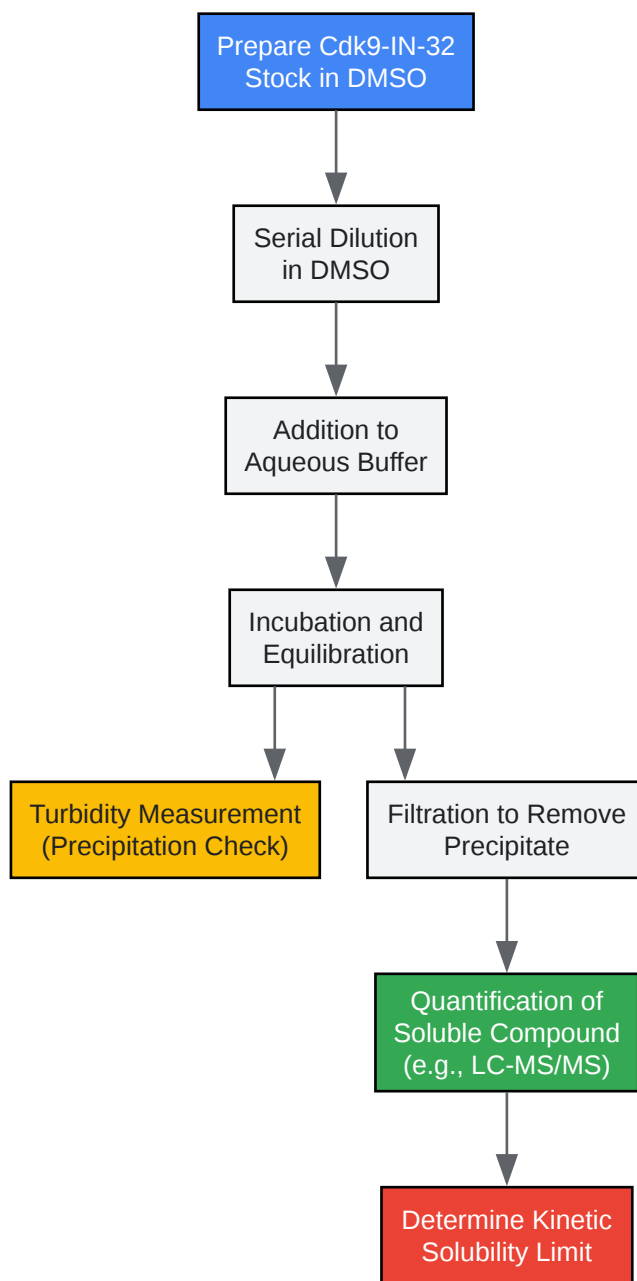 Prepare Cdk9-IN-32
Stock in DMSO
Serial Dilution
in DMSO
Addition to
Aqueous Buffer
Incubation and
Equilibration
Turbidity Measurement
(Precipitation Check)
Filtration to Remove
Precipitate
Quantification of
Soluble Compound
(e.g., LC-MS/MS)
Determine Kinetic
Solubility Limit